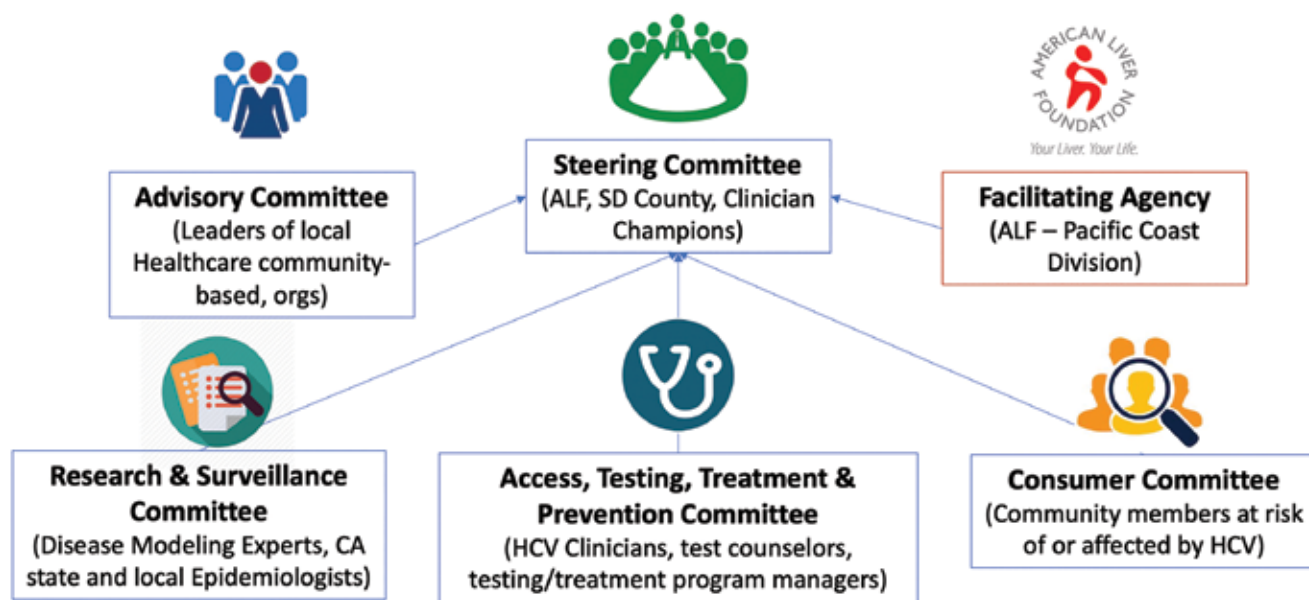 AMERICAN LIVER FOUNDATION
Your Liver. Your Life.
Steering Committee
(ALF, SD County, Clinician
Champions)
Advisory Committee
(Leaders of local
Healthcare community-
based, orgs)
Facilitating Agency
(ALF – Pacific Coast
Division)
Research & Surveillance
Committee
(Disease Modeling Experts, CA
state and local Epidemiologists)
Access, Testing, Treatment &
Prevention Committee
(HCV Clinicians, test counselors,
testing/treatment program managers)
Consumer Committee
(Community members at risk
of or affected by HCV)